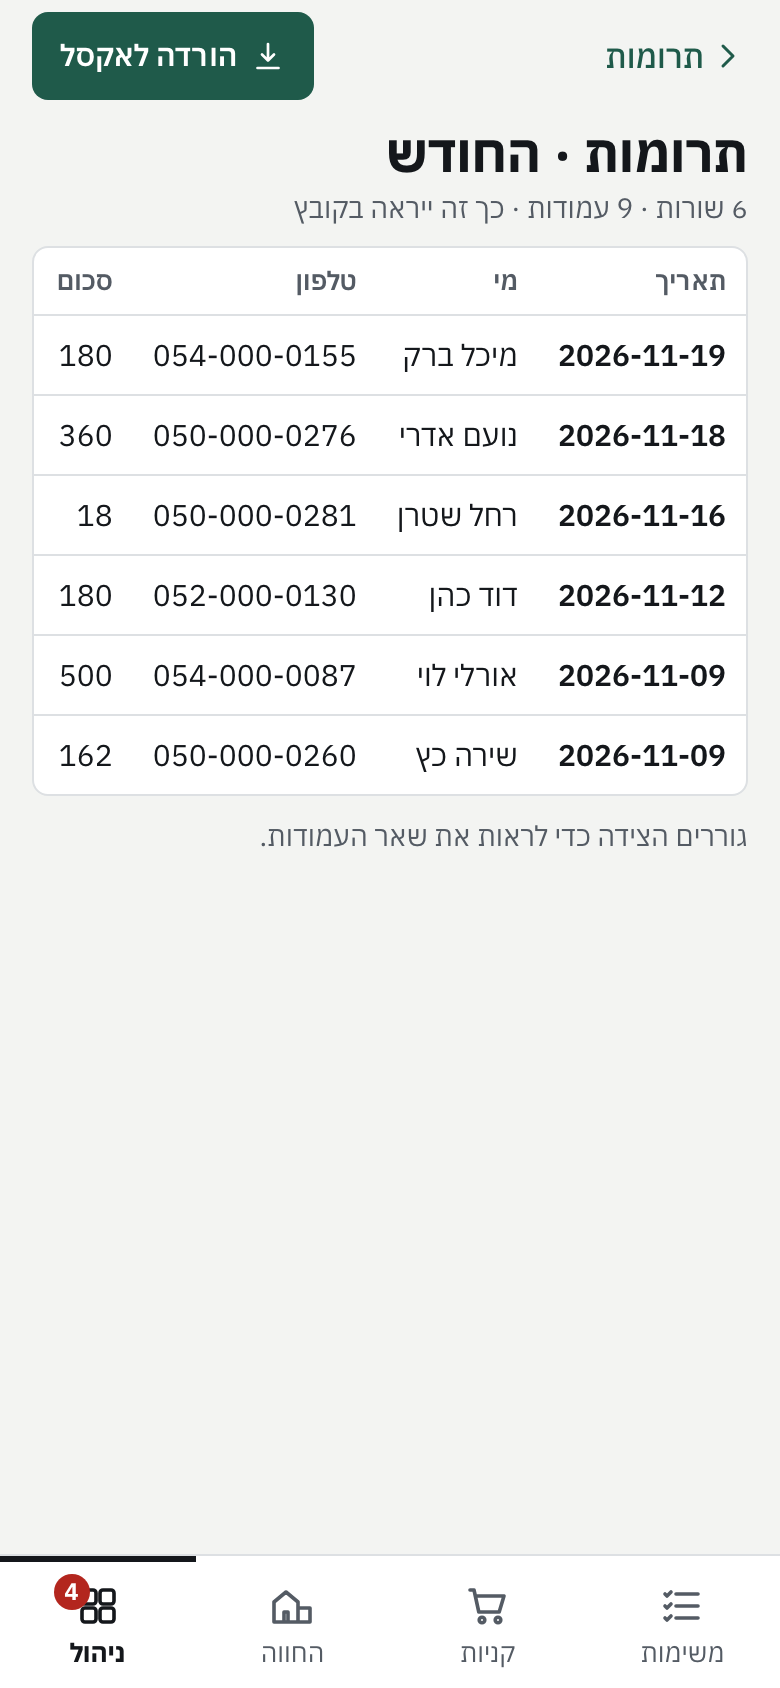 תרומות
הורדה לאקסל
תרומות · החודש
6 שורות · 9 עמודות · כך זה ייראה בקובץ
תאריך מי טלפון סכום
2026-11-19 מיכל ברק 054-000-0155 180
2026-11-18 נועם אדרי 050-000-0276 360
2026-11-16 רחל שטרן 050-000-0281 18
2026-11-12 דוד כהן 052-000-0130 180
2026-11-09 אורלי לוי 054-000-0087 500
2026-11-09 שירה כץ 050-000-0260 162
גוררים הצידה כדי לראות את שאר העמודות.
משימות קניות החווה 4 ניהול